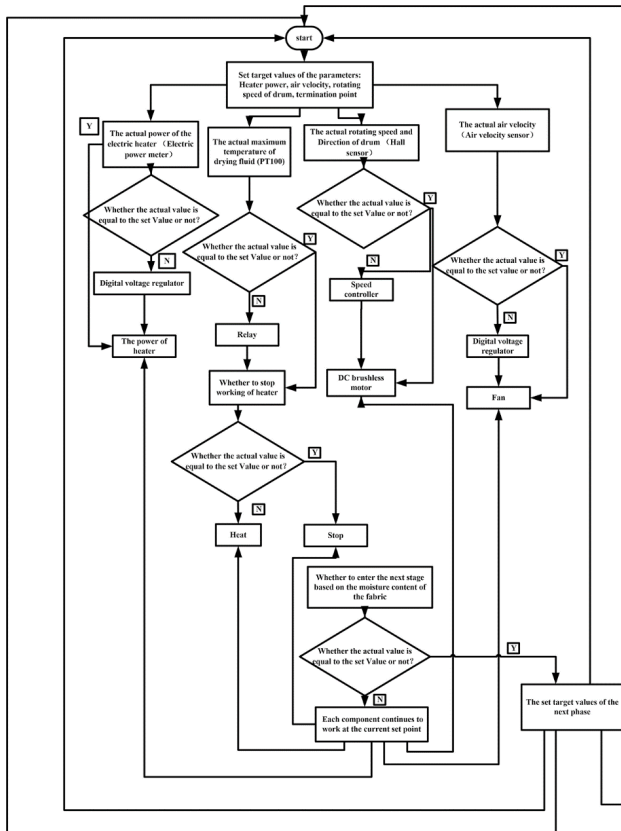 start
Set target values of the parameters:
Heater power, air velocity, rotating
speed of drum, termination point
Y
The actual power of the
electric heater （Electric
power meter）
The actual maximum
temperature of
drying fluid (PT100)
The actual rotating speed and
Direction of drum （Hall
sensor）
The actual air velocity
（Air velocity sensor）
Whether the actual value is
equal to the set Value or not?
N
Digital voltage regulator
The power of
heater
Whether the actual value is
equal to the set Value or not?
Y
N
Relay
Whether to stop
working of heater
Whether the actual value is
equal to the set Value or not?
Y
N
Speed
controller
DC brushless
motor
Whether the actual value is
equal to the set value or not?
Y
N
Digital voltage
regulator
Fan
Whether the actual value is
equal to the set Value or not?
Y
N
Heat
Stop
Whether to enter the next stage
based on the moisture content of
the fabric
Whether the actual value is
equal to the set Value or not?
Y
N
Each component continues to
work at the current set point
The set target values of the
next phase